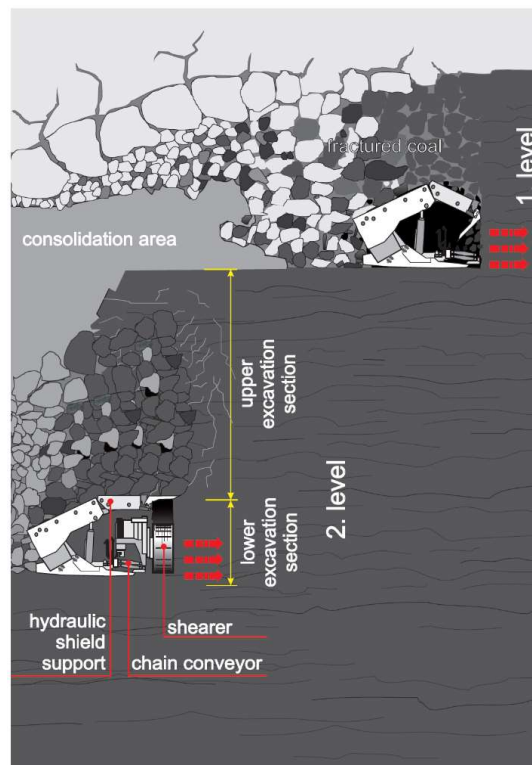 fractured coal
1. level
consolidation area
upper
excavation
section
2. level
lower
excavation
section
hydraulic
shield
support
shearer
chain conveyor